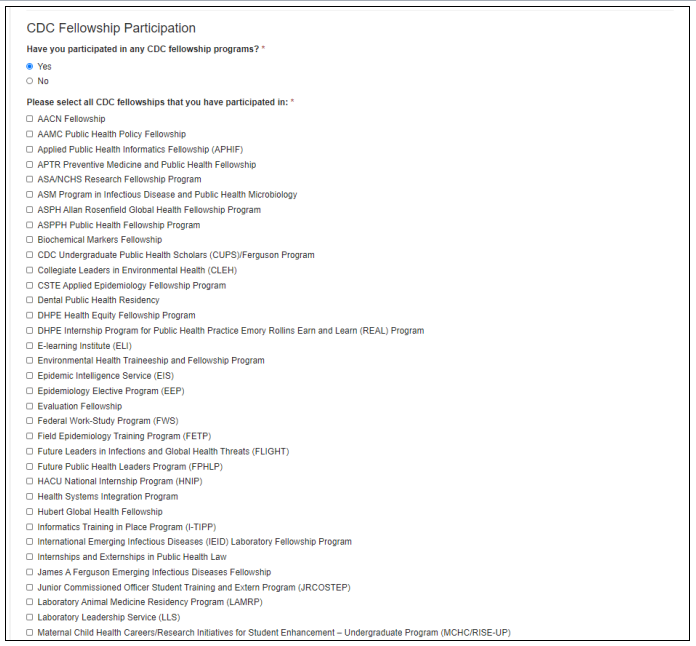 CDC Fellowship Participation
Have you participated in any CDC fellowship programs? *
Yes
No
Please select all CDC fellowships that you have participated in: *
AACN Fellowship
AAMC Public Health Policy Fellowship
Applied Public Health Informatics Fellowship (APHIF)
APTR Preventive Medicine and Public Health Fellowship
ASA/NCHS Research Fellowship Program
ASM Program in Infectious Disease and Public Health Microbiology
ASPH Allan Rosenfield Global Health Fellowship Program
ASPPH Public Health Fellowship Program
Biochemical Markers Fellowship
CDC Undergraduate Public Health Scholars (CUPS)/Ferguson Program
Collegiate Leaders in Environmental Health (CLEH)
CSTE Applied Epidemiology Fellowship Program
Dental Public Health Residency
DHPE Health Equity Fellowship Program
DHPE Internship Program for Public Health Practice Emory Rollins Earn and Learn (REAL) Program
E-learning Institute (ELI)
Environmental Health Traineeship and Fellowship Program
Epidemic Intelligence Service (EIS)
Epidemiology Elective Program (EEP)
Evaluation Fellowship
Federal Work-Study Program (FWS)
Field Epidemiology Training Program (FETP)
Future Leaders in Infections and Global Health Threats (FLIGHT)
Future Public Health Leaders Program (FPHLP)
HACU National Internship Program (HNIP)
Health Systems Integration Program
Hubert Global Health Fellowship
Informatics Training in Place Program (I-TIPP)
International Emerging Infectious Diseases (IEID) Laboratory Fellowship Program
Internships and Externships in Public Health Law
James A Ferguson Emerging Infectious Diseases Fellowship
Junior Commissioned Officer Student Training and Extern Program (JRCOSTEP)
Laboratory Animal Medicine Residency Program (LAMRP)
Laboratory Leadership Service (LLS)
Maternal Child Health Careers/Research Initiatives for Student Enhancement – Undergraduate Program (MCHC/RISE-UP)